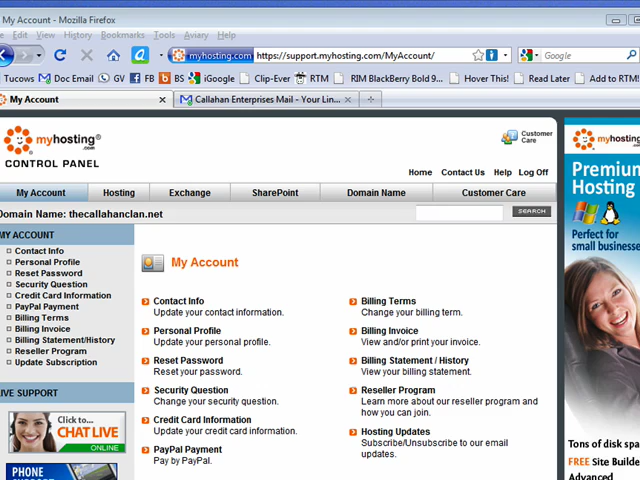 My Account - Mozilla Firefox
Edit View History Bookmarks Tools Aviary Help
myhosting.com https://support.myhosting.com/MyAccount/
Google
Tucows Doc Email GV FB BS iGoogle Clip-Ever RTM RIM BlackBerry Bold 9... Hover This! Read Later Add to RTM!
My Account
Callahan Enterprises Mail - Your Lin...
myhosting®
.com
CONTROL PANEL
Customer
Care
Home Contact Us Help Log Off
My Account Hosting Exchange SharePoint Domain Name Customer Care
Domain Name: thecallahanclan.net
SEARCH
MY ACCOUNT
Contact Info
Personal Profile
Reset Password
Security Question
Credit Card Information
PayPal Payment
Billing Terms
Billing Invoice
Billing Statement/History
Reseller Program
Update Subscription
LIVE SUPPORT
Click to...
CHAT LIVE
ONLINE
PHONE
My Account
Contact Info
Update your contact information.
Personal Profile
Update your personal profile.
Reset Password
Reset your password.
Security Question
Change your security question.
Credit Card Information
Update your credit card information.
PayPal Payment
Pay by PayPal.
Billing Terms
Change your billing term.
Billing Invoice
View and/or print your invoice.
Billing Statement / History
View your billing statement.
Reseller Program
Learn more about our reseller program and
how you can join.
Hosting Updates
Subscribe/Unsubscribe to our email
updates.
myhosting
.com
Premium
Hosting
Perfect for
small businesse
Tons of disk spa
FREE Site Builde
Advanced